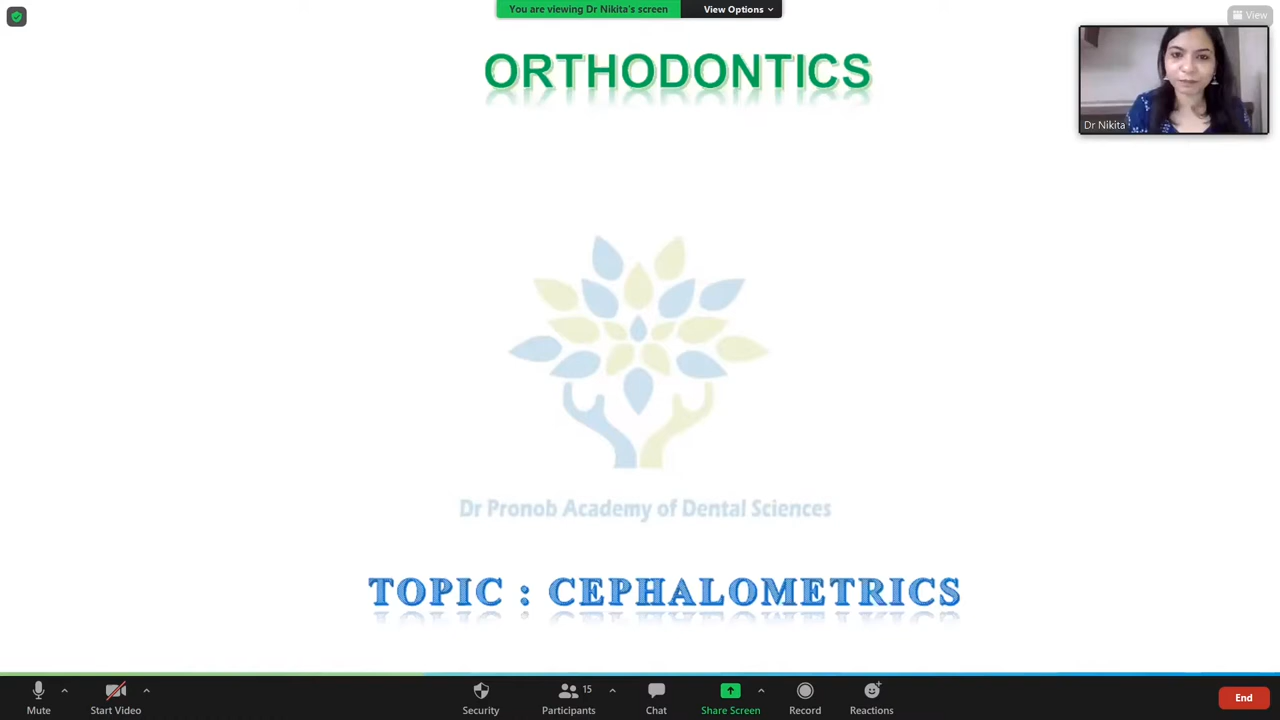 You are viewing Dr Nikita's screen
View Options
View
ORTHODONTICS
Dr Nikita
Dr Pronob Academy of Dental Sciences
TOPIC : CEPHALOMETRICS
Mute
Start Video
Security
15
Participants
Chat
Share Screen
Record
Reactions
End